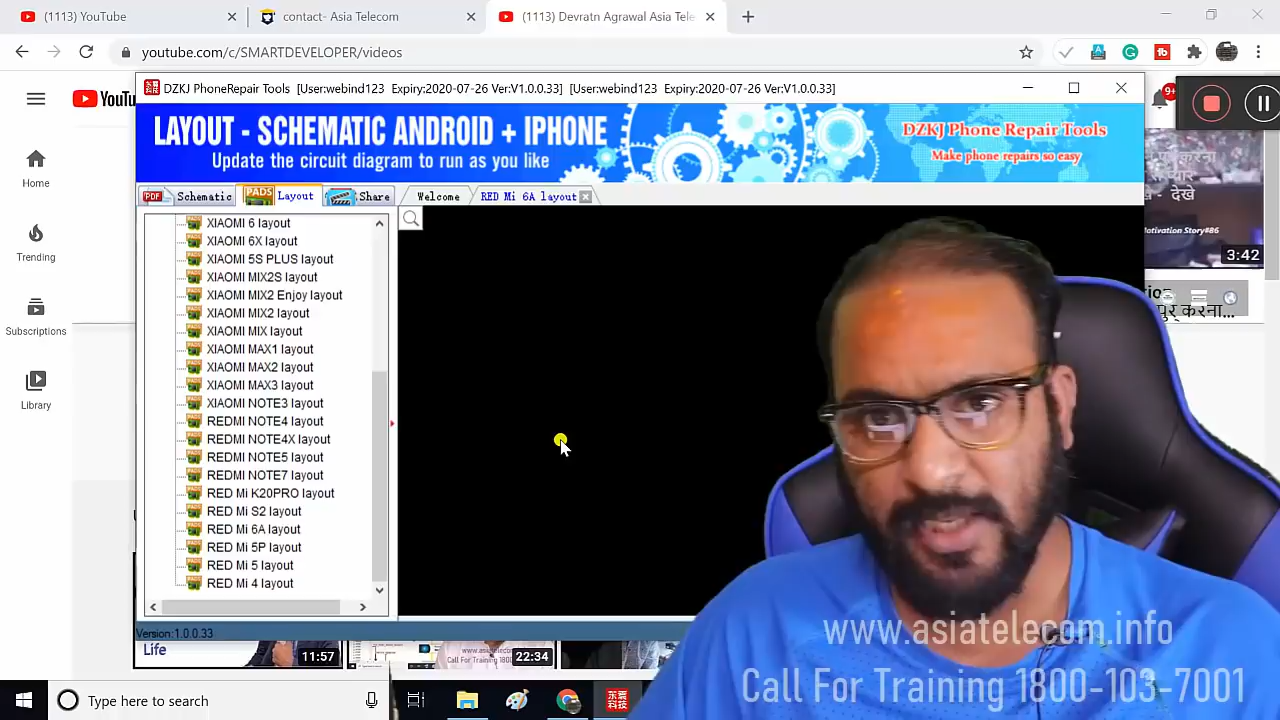 (1113) YouTube
contact- Asia Telecom
(1113) Devratn Agrawal Asia Tele
youtube.com/c/SMARTDEVELOPER/videos
DZKJ PhoneRepair Tools [User:webind123 Expiry:2020-07-26 Ver:V1.0.0.33] [User:webind123 Expiry:2020-07-26 Ver:V1.0.0.33]
YouTu
9+
LAYOUT - SCHEMATIC ANDROID + IPHONE
Update the circuit diagram to run as you like
DZKJ Phone Repair Tools
Make phone repairs so easy
Home
Trending
Subscriptions
Library
PDF Schematic
PADS Layout
Share
Welcome
RED Mi 6A layout
XIAOMI 6 layout
XIAOMI 6X layout
XIAOMI 5S PLUS layout
XIAOMI MIX2S layout
XIAOMI MIX2 Enjoy layout
XIAOMI MIX2 layout
XIAOMI MIX layout
XIAOMI MAX1 layout
XIAOMI MAX2 layout
XIAOMI MAX3 layout
XIAOMI NOTE3 layout
REDMI NOTE4 layout
REDMI NOTE4X layout
REDMI NOTE5 layout
REDMI NOTE7 layout
RED Mi K20PRO layout
RED Mi S2 layout
RED Mi 6A layout
RED Mi 5P layout
RED Mi 5 layout
RED Mi 4 layout
Version:1.0.0.33
otivation Story#86
3:42
Life
11:57
22:34
www.asiatelecom.info
Call For Training 1800-103-7001
Type here to search